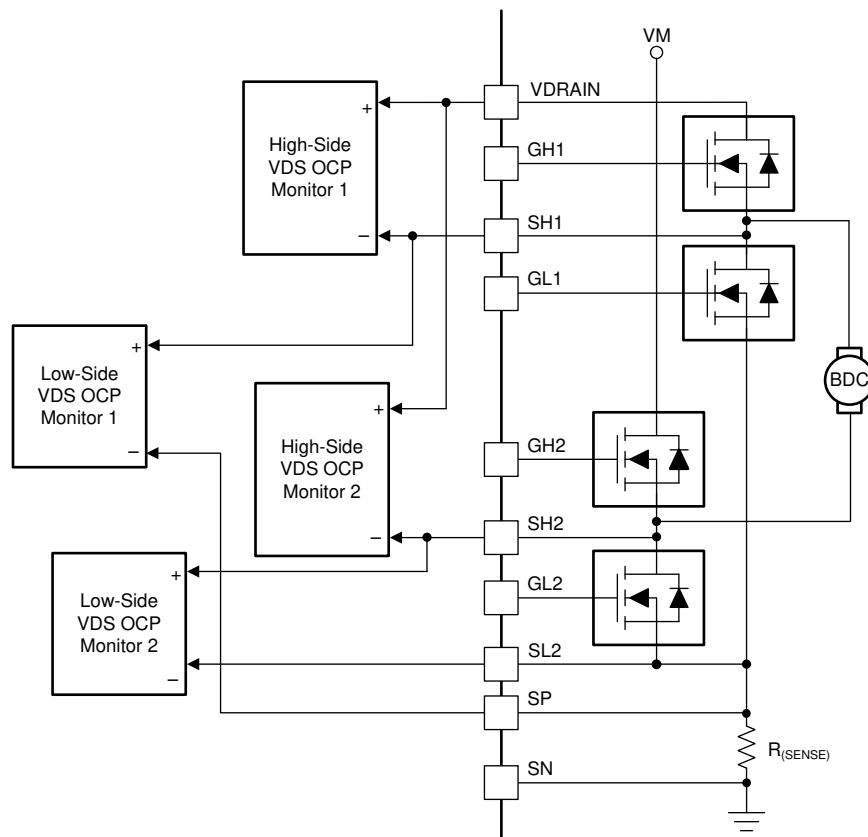 VM
VDRAIN
+
High-Side
VDS OCP
Monitor 1
−
GH1
SH1
GL1
+
Low-Side
VDS OCP
Monitor 1
−
BDC
+
High-Side
VDS OCP
Monitor 2
−
GH2
SH2
+
Low-Side
VDS OCP
Monitor 2
−
GL2
SL2
SP
R(SENSE)
SN